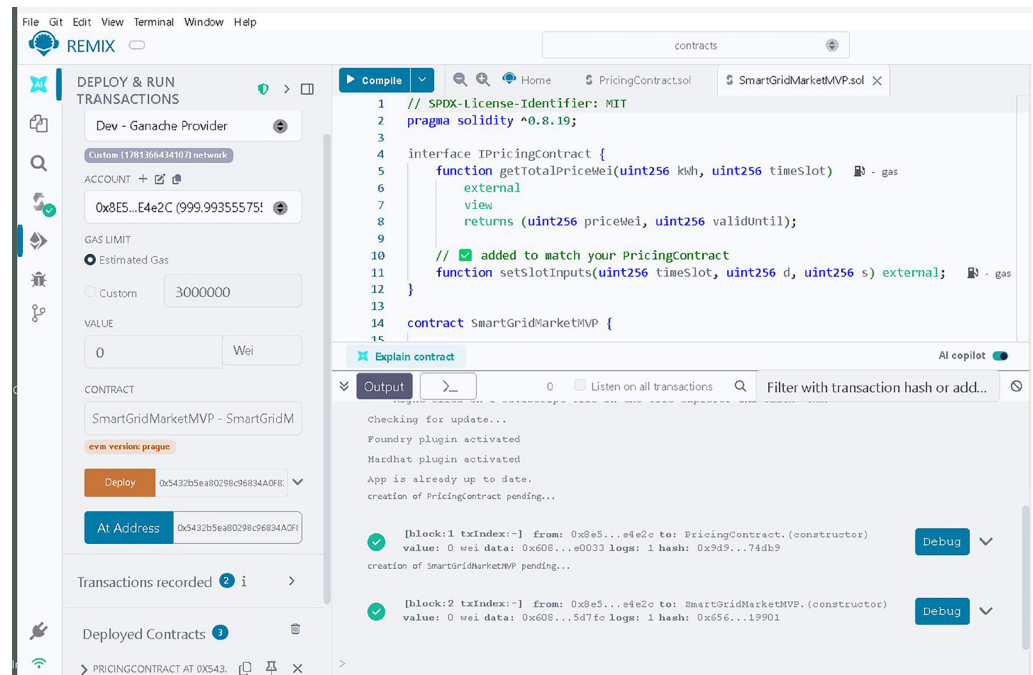 File Git Edit View Terminal Window Help
REMIX
contracts
DEPLOY & RUN
TRANSACTIONS
Dev - Ganache Provider
Custom (1781366434107) network
ACCOUNT
0x8E5...E4e2C (999.993555755
GAS LIMIT
Estimated Gas
Custom 3000000
VALUE
0 Wei
CONTRACT
SmartGridMarketMVP - SmartGridM
evm version: prague
Deploy 0x5432b5ea80298c96834A0F8
At Address 0x5432b5ea80298c96834A0Fl
Transactions recorded 2 i
Deployed Contracts 3
PRICINGCONTRACT AT 0X543.
Compile Home PricingContract.sol SmartGridMarketMVP.sol
1 // SPDX-License-Identifier: MIT
2 pragma solidity ^0.8.19;
3
4 interface IPricingContract {
5 function getTotalPriceWei(uint256 kWh, uint256 timeSlot) - gas
6 external
7 view
8 returns (uint256 priceWei, uint256 validUntil);
9
10 // ✅ added to match your PricingContract
11 function setSlotInputs(uint256 timeSlot, uint256 d, uint256 s) external; - gas
12 }
13
14 contract SmartGridMarketMVP {
15
Explain contract AI copilot
Output >_ 0 Listen on all transactions Filter with transaction hash or add...
Checking for update...
Foundry plugin activated
Hardhat plugin activated
App is already up to date.
creation of PricingContract pending...
[block:1 txIndex:-] from: 0x8e5...e4e2c to: PricingContract.(constructor)
value: 0 wei data: 0x608...e0033 logs: 1 hash: 0x9d9...74db9
Debug
creation of SmartGridMarketMVP pending...
[block:2 txIndex:-] from: 0x8e5...e4e2c to: SmartGridMarketMVP.(constructor)
value: 0 wei data: 0x608...5d7fc logs: 1 hash: 0x656...19901
Debug
>